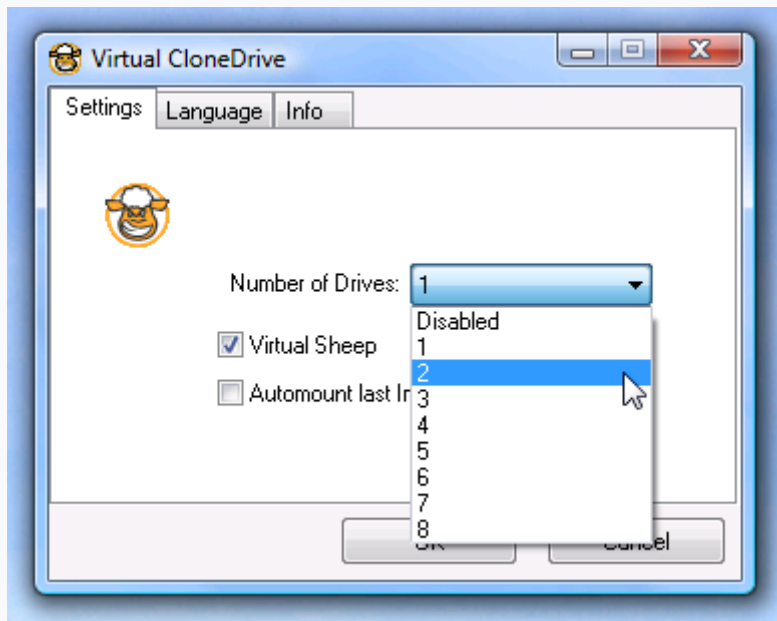 Virtual CloneDrive
Settings Language Info
Number of Drives: 1
Disabled
Virtual Sheep
1
2
Automount last
3
4
5
6
7
8
Cancel